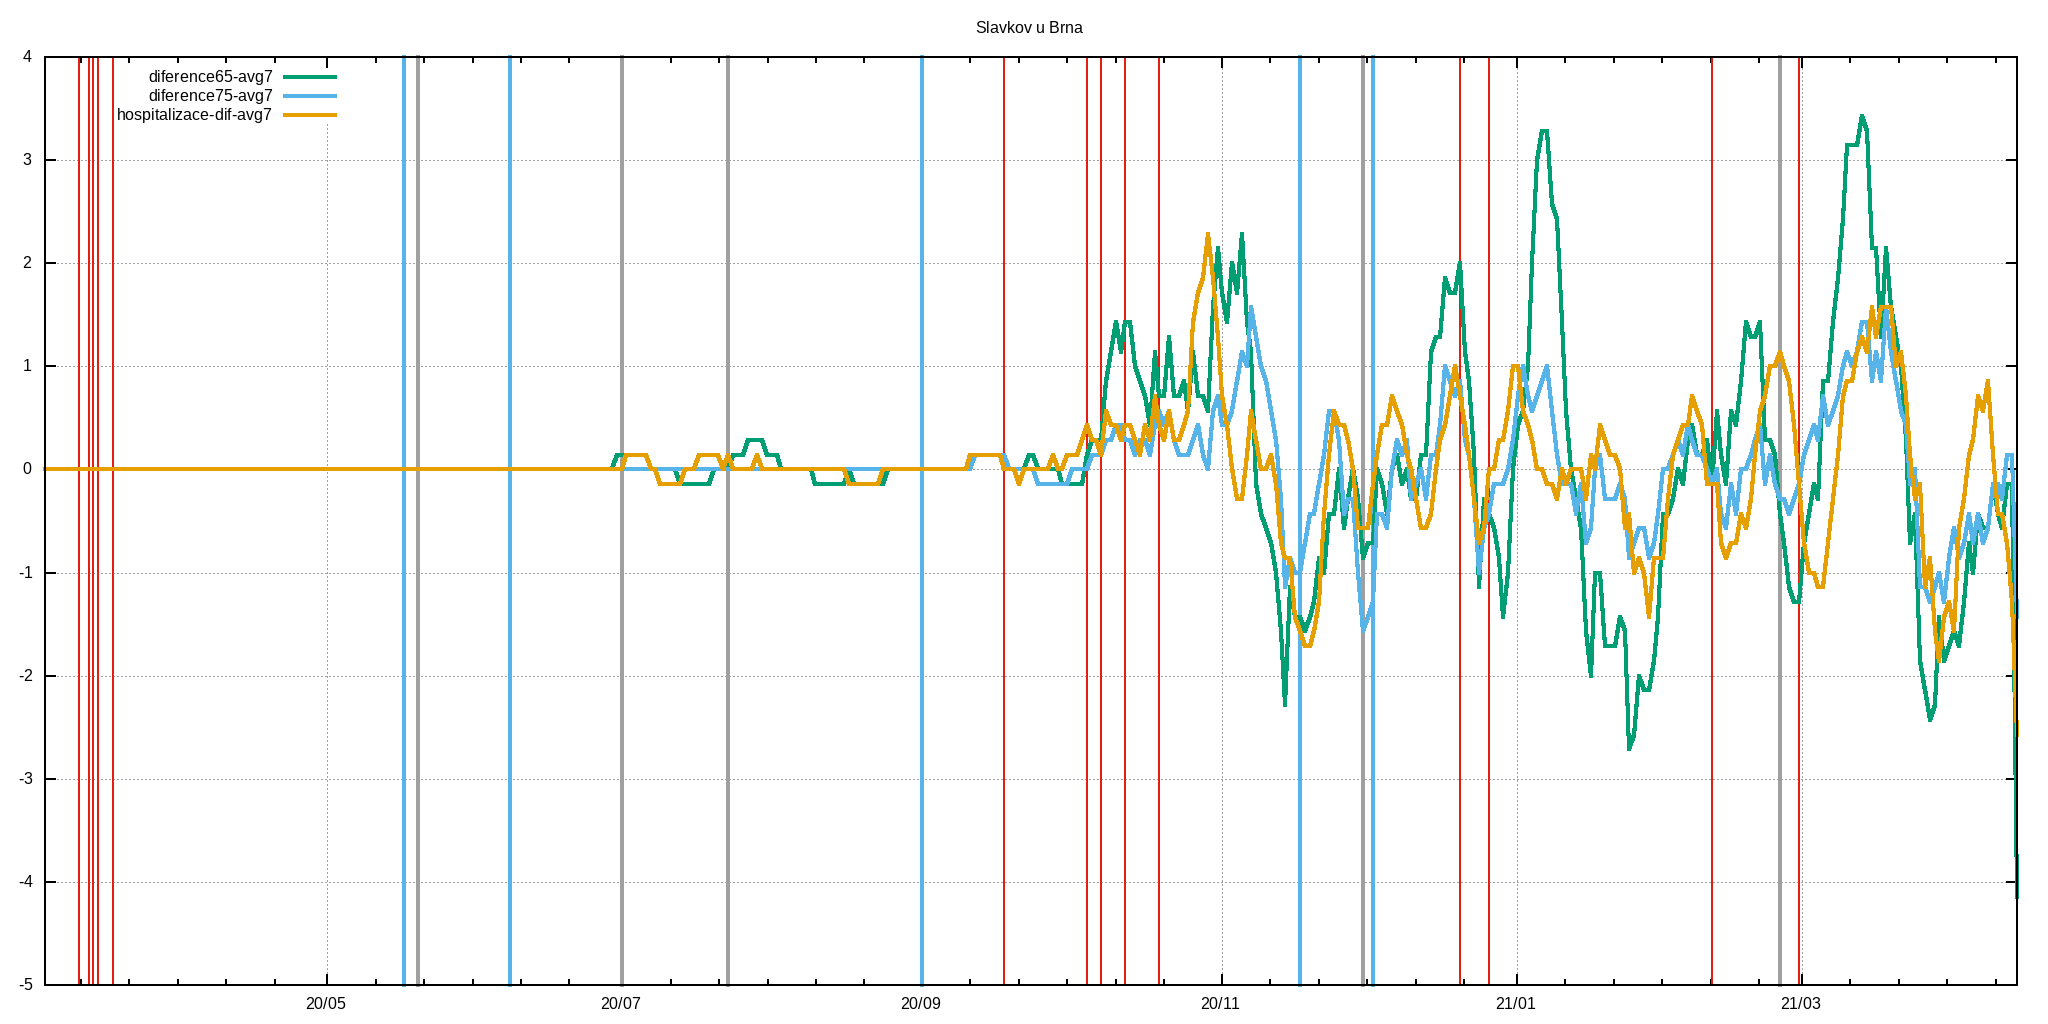 Slavkov u Brna
4
diference65-avg7
diference75-avg7
hospitalizace-dif-avg7
3
2
1
0
-1
-2
-3
-4
-5
20/05 20/07 20/09 20/11 21/01 21/03